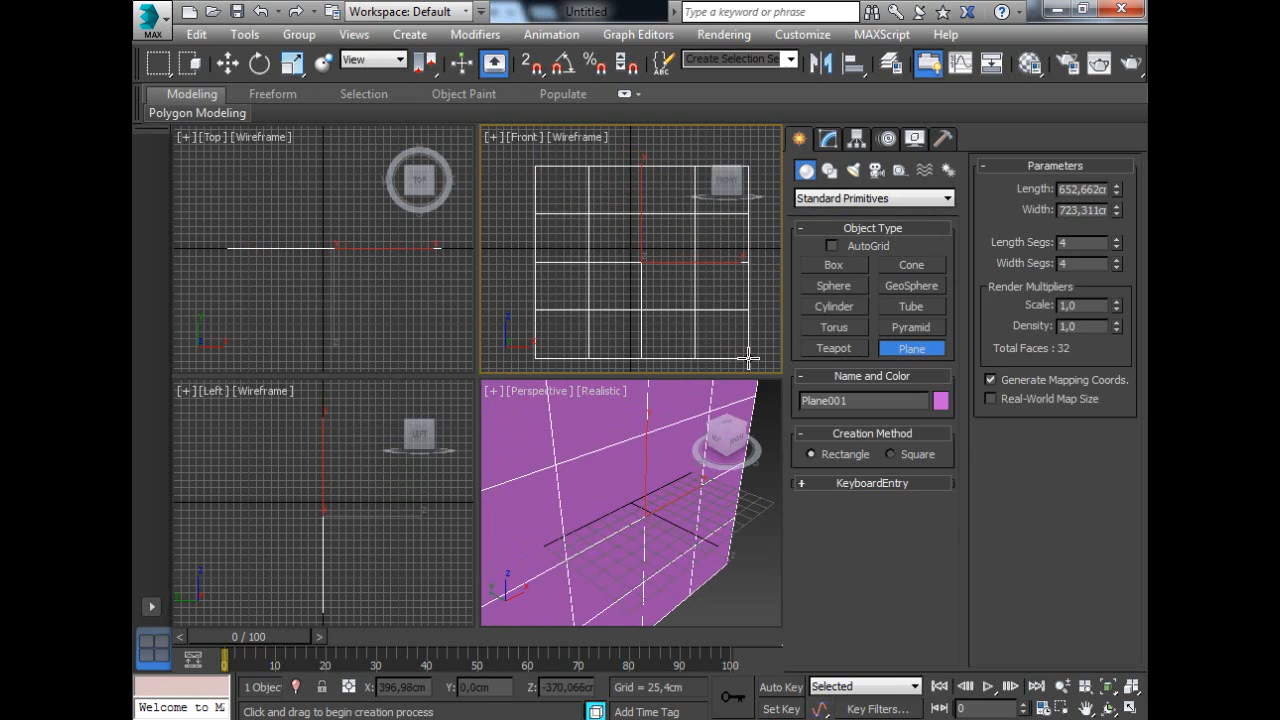 Workspace: Default
Untitled
Type a keyword or phrase
MAX
Edit Tools Group Views Create Modifiers Animation Graph Editors Rendering Customize MAXScript Help
View
Create Selection Se
Modeling Freeform Selection Object Paint Populate
Polygon Modeling
[+][Top][Wireframe]
[+][Front][Wireframe]
TOP
FRONT
[+][Left][Wireframe]
[+][Perspective][Realistic]
LEFT
Standard Primitives
- Object Type
AutoGrid
Box Cone
Sphere GeoSphere
Cylinder Tube
Torus Pyramid
Teapot Plane
- Name and Color
Plane001
- Creation Method
Rectangle Square
+ KeyboardEntry
- Parameters
Length: 652,662cr
Width: 723,311cr
Length Segs: 4
Width Segs: 4
Render Multipliers
Scale: 1,0
Density: 1,0
Total Faces : 32
Generate Mapping Coords.
Real-World Map Size
< 0 / 100 >
0 10 20 30 40 50 60 70 80 90 100
1 Objec X: 396,98cm Y: 0,0cm Z: -370,066cm Grid = 25,4cm Auto Key Selected
Welcome to MA Click and drag to begin creation process Add Time Tag Set Key Key Filters... 0